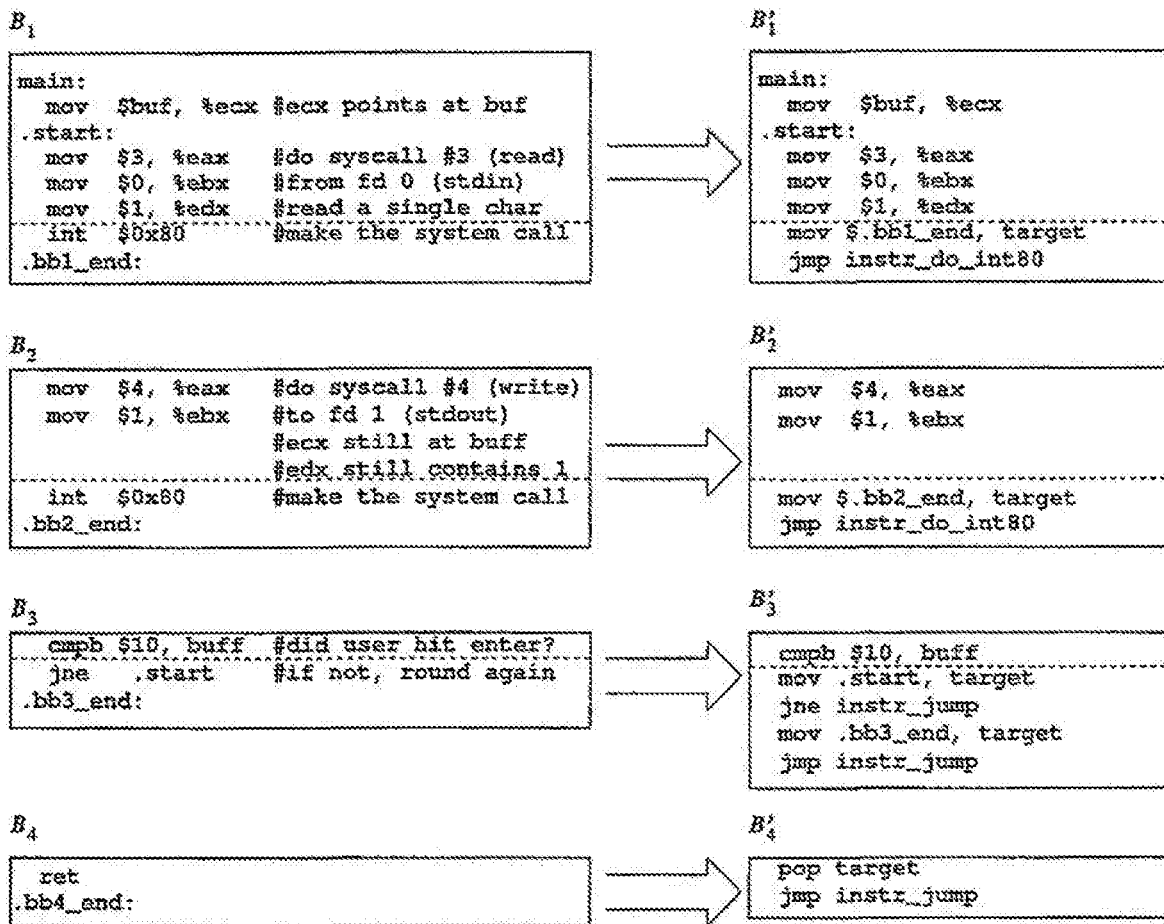 B1
main:
mov $buf, %ecx #ecx points at buf
.start:
mov $3, %eax #do syscall #3 (read)
mov $0, %ebx #from fd 0 (stdin)
mov $1, %edx #read a single char
int $0x80 #make the system call
.bb1_end:
B'1
main:
mov $buf, %ecx
.start:
mov $3, %eax
mov $0, %ebx
mov $1, %edx
mov $.bb1_end, target
jmp instr_do_int80
B2
mov $4, %eax #do syscall #4 (write)
mov $1, %ebx #to fd 1 (stdout)
#ecx still at buff
#edx still contains 1
int $0x80 #make the system call
.bb2_end:
B'2
mov $4, %eax
mov $1, %ebx
mov $.bb2_end, target
jmp instr_do_int80
B3
cmpb $10, buff #did user hit enter?
jne .start #if not, round again
.bb3_end:
B'3
cmpb $10, buff
mov .start, target
jne instr_jump
mov .bb3_end, target
jmp instr_jump
B4
ret
.bb4_end:
B'4
pop target
jmp instr_jump